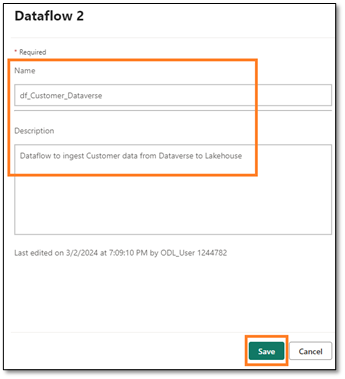 Dataflow 2
* Required
Name
df_Customer_Dataverse
Description
Dataflow to ingest Customer data from Dataverse to Lakehouse
Last edited on 3/2/2024 at 7:09:10 PM by ODL_User 1244782
Save
Cancel